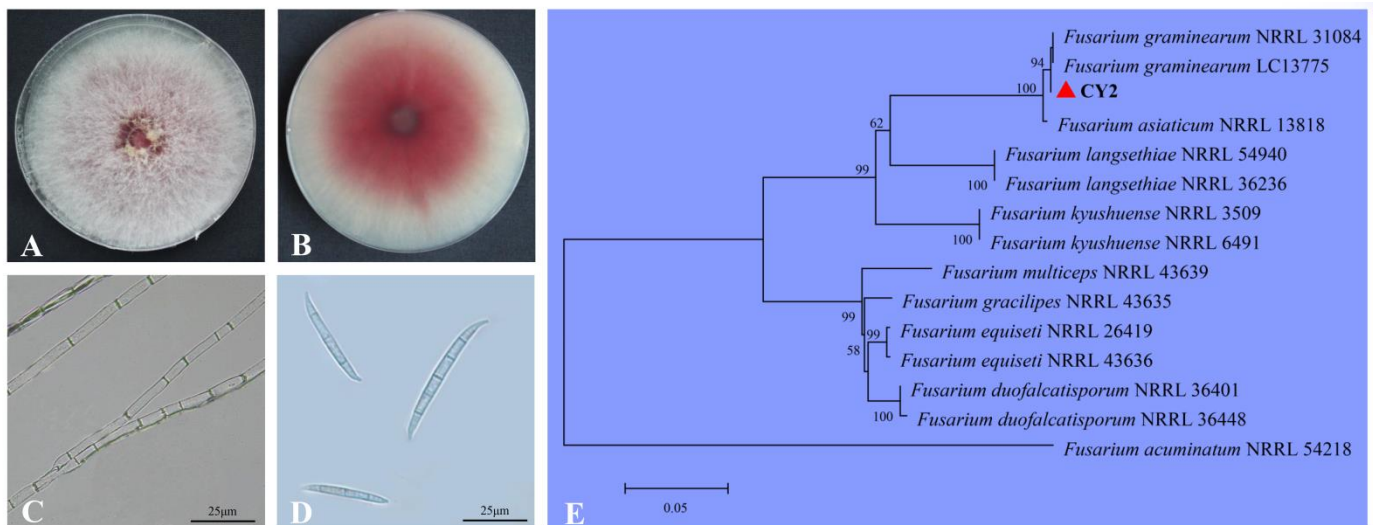 A
B
C
25μm
D
25μm
E
Fusarium graminearum NRRL 31084
94
Fusarium graminearum LC13775
100
CY2
Fusarium asiaticum NRRL 13818
62
Fusarium langsethiae NRRL 54940
99
100
Fusarium langsethiae NRRL 36236
Fusarium kyushuense NRRL 3509
100
Fusarium kyushuense NRRL 6491
Fusarium multiceps NRRL 43639
Fusarium gracilipes NRRL 43635
99
99
Fusarium equiseti NRRL 26419
58
Fusarium equiseti NRRL 43636
Fusarium duofalcatisporum NRRL 36401
100
Fusarium duofalcatisporum NRRL 36448
Fusarium acuminatum NRRL 54218
0.05